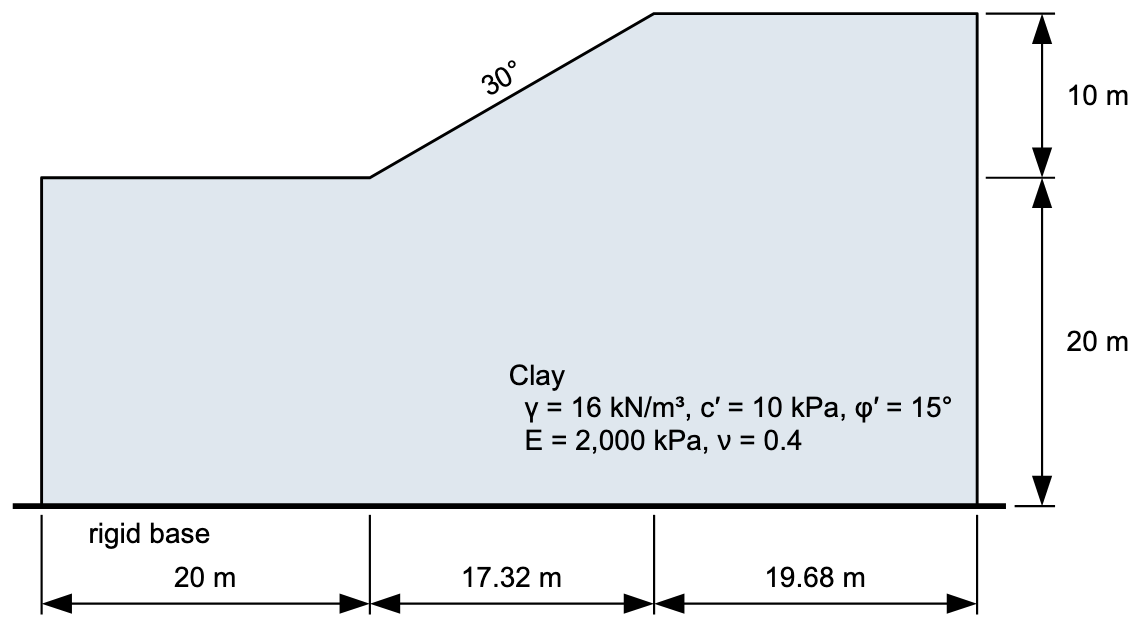 30°
10 m
20 m
Clay
γ = 16 kN/m³, c′ = 10 kPa, φ′ = 15°
E = 2,000 kPa, ν = 0.4
rigid base
20 m
17.32 m
19.68 m